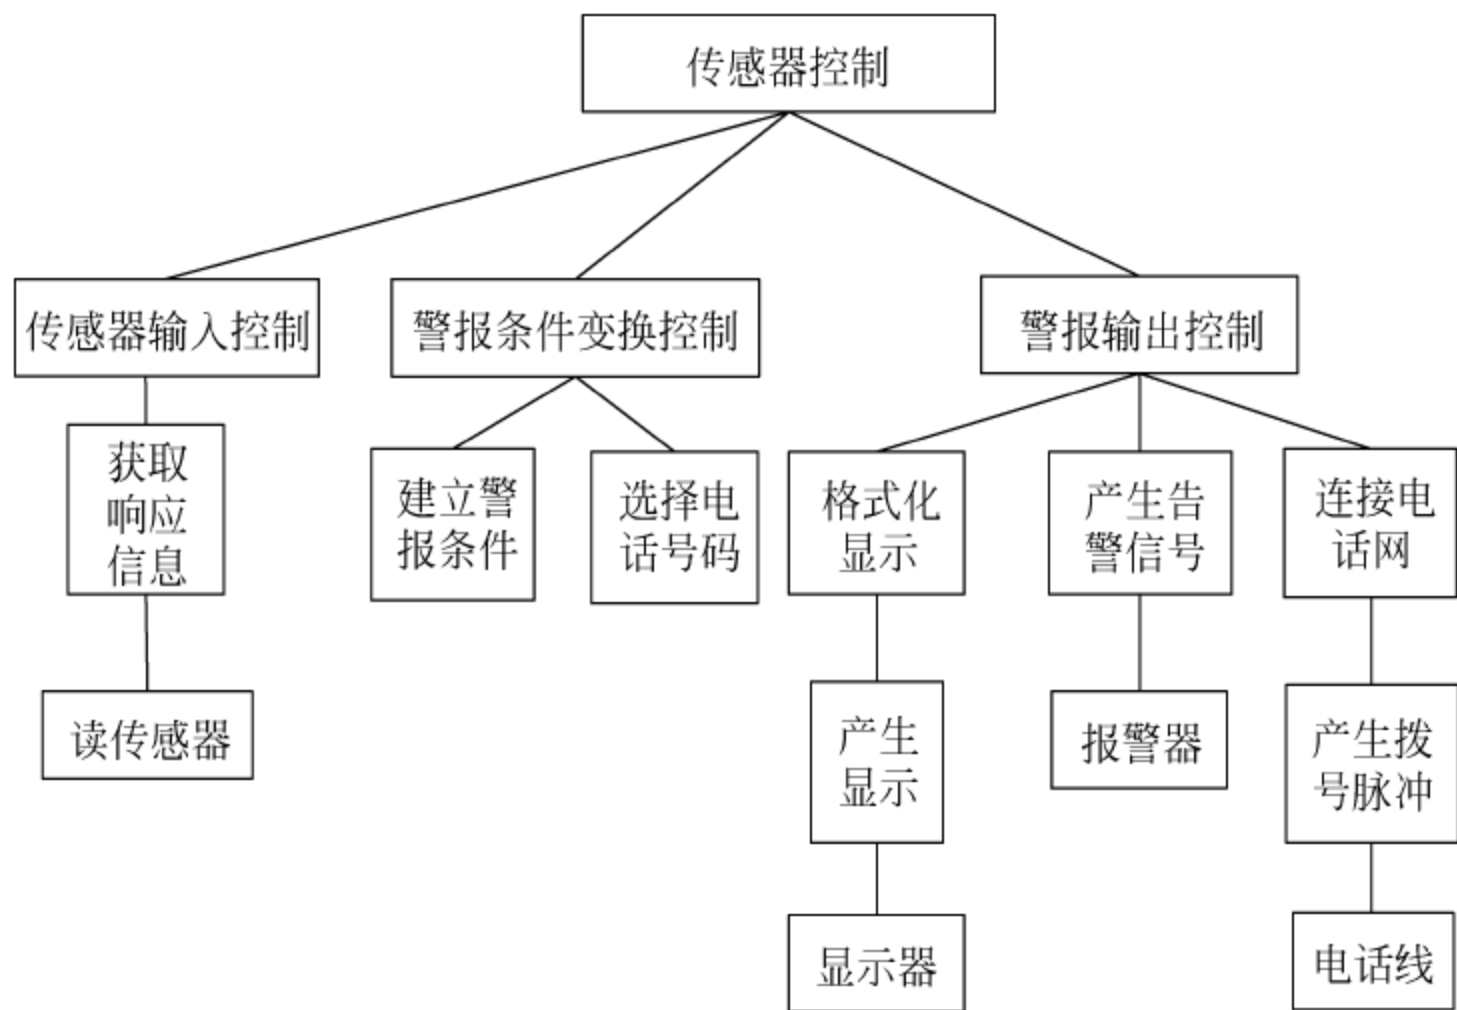 传感器控制
传感器输入控制
警报条件变换控制
警报输出控制
获取
响应
信息
建立警
报条件
选择电
话号码
格式化
显示
产生告
警信号
连接电
话网
读传感器
产生
显示
报警器
产生拨
号脉冲
显示器
电话线